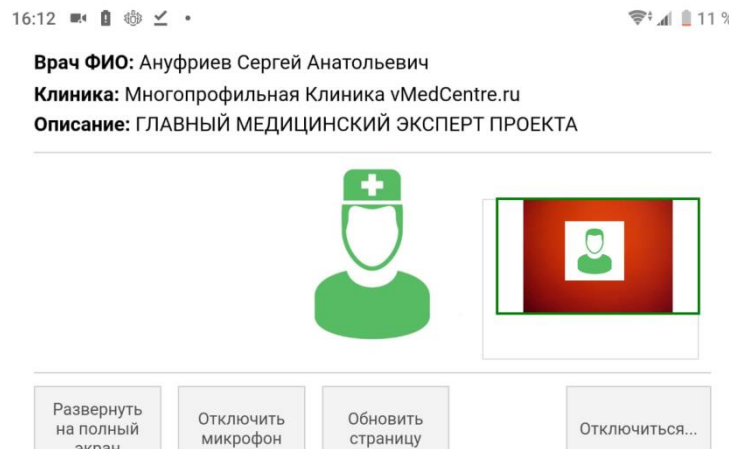 16:12 11 %
Врач ФИО: Ануфриев Сергей Анатольевич
Клиника: Многопрофильная Клиника vMedCentre.ru
Описание: ГЛАВНЫЙ МЕДИЦИНСКИЙ ЭКСПЕРТ ПРОЕКТА
Развернуть
на полный
экран
Отключить
микрофон
Обновить
страницу
Отключиться...